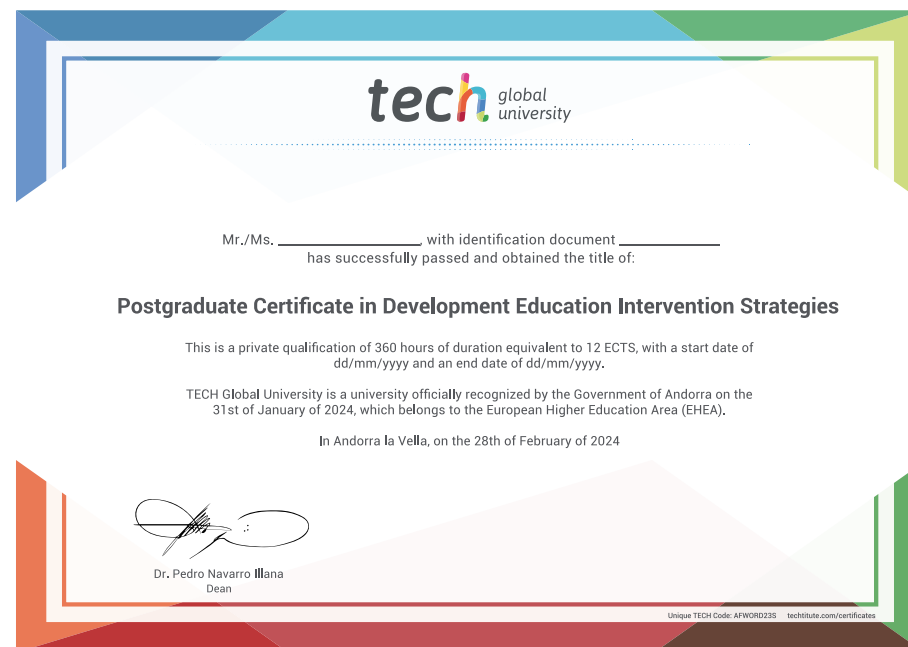 tech global university
Mr./Ms. ____________________, with identification document ____________
has successfully passed and obtained the title of:
Postgraduate Certificate in Development Education Intervention Strategies
This is a private qualification of 360 hours of duration equivalent to 12 ECTS, with a start date of
dd/mm/yyyy and an end date of dd/mm/yyyy.
TECH Global University is a university officially recognized by the Government of Andorra on the
31st of January of 2024, which belongs to the European Higher Education Area (EHEA).
In Andorra la Vella, on the 28th of February of 2024
Dr. Pedro Navarro Illana
Dean
Unique TECH Code: AFWORD23S techtitute.com/certificates